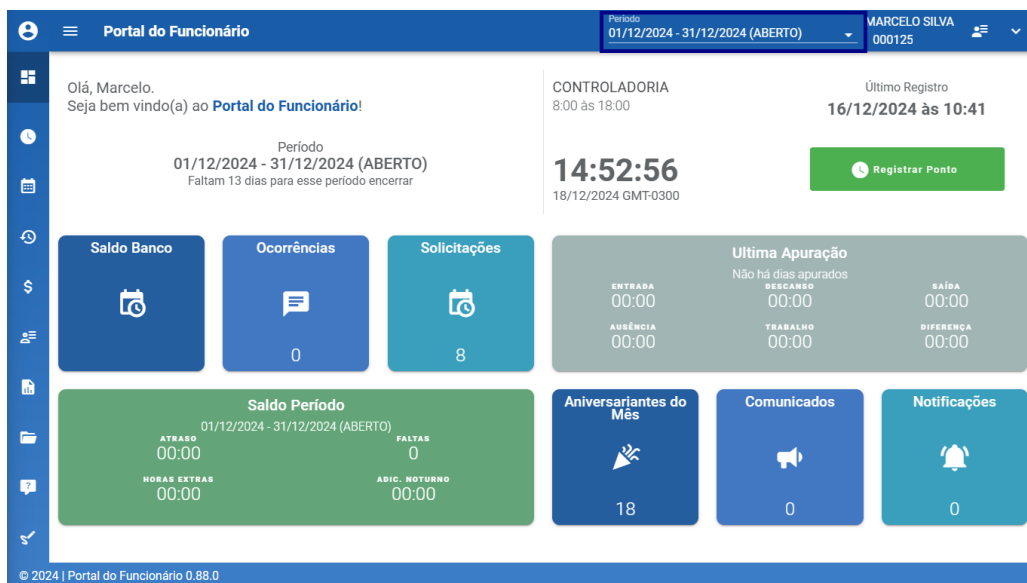 Portal do Funcionário
Período
01/12/2024 - 31/12/2024 (ABERTO)
MARCELO SILVA
000125
Olá, Marcelo.
Seja bem vindo(a) ao Portal do Funcionário!
Período
01/12/2024 - 31/12/2024 (ABERTO)
Faltam 13 dias para esse período encerrar
CONTROLADORIA
8:00 às 18:00
Último Registro
16/12/2024 às 10:41
14:52:56
18/12/2024 GMT-0300
Registrar Ponto
Saldo Banco
Ocorrências
0
Solicitações
8
Ultima Apuração
Não há dias apurados
ENTRADA
00:00
DESCANSO
00:00
SAÍDA
00:00
AUSÊNCIA
00:00
TRABALHO
00:00
DIFERENÇA
00:00
Saldo Período
01/12/2024 - 31/12/2024 (ABERTO)
ATRASO
00:00
FALTAS
0
HORAS EXTRAS
00:00
ADIC. NOTURNO
00:00
Aniversariantes do
Mês
18
Comunicados
0
Notificações
0
© 2024 | Portal do Funcionário 0.88.0